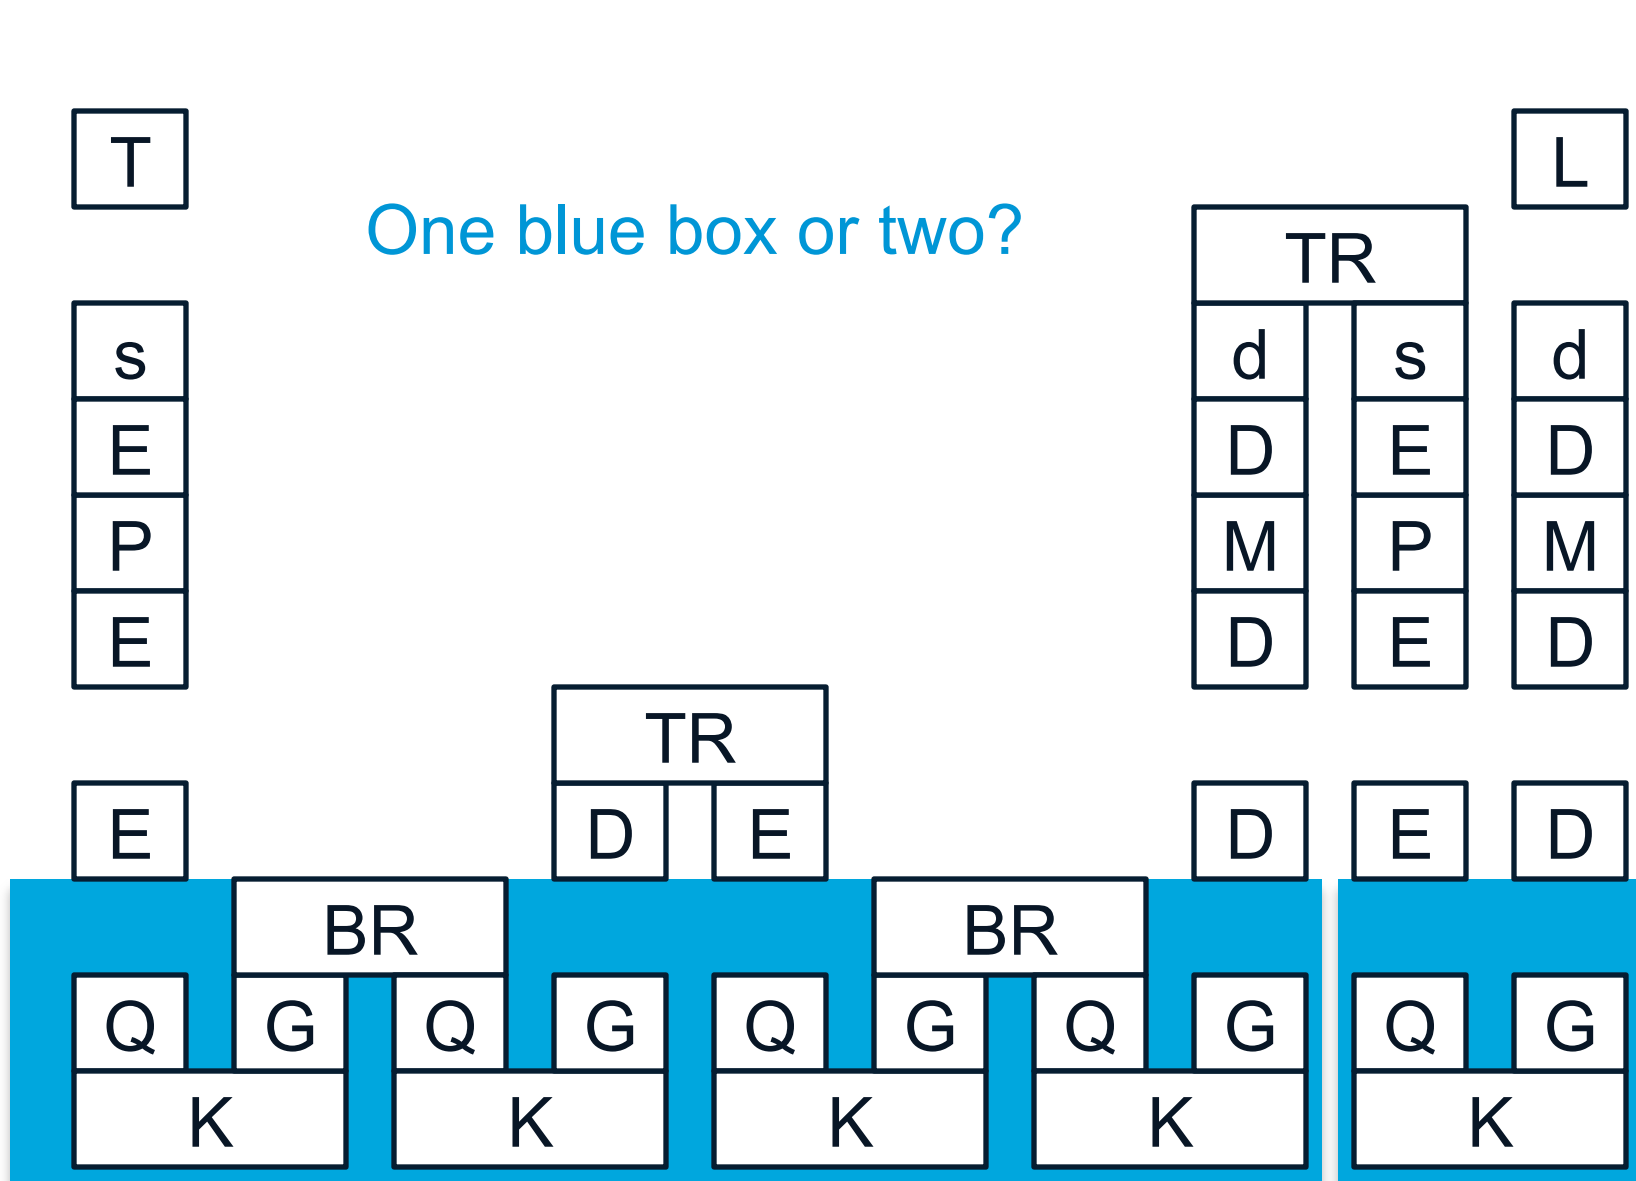 T L
One blue box or two?
TR
s d s d
E D E D
P M P M
E D E D
TR
E D E D E D
BR BR
Q G Q G Q G Q G Q G
K K K K K